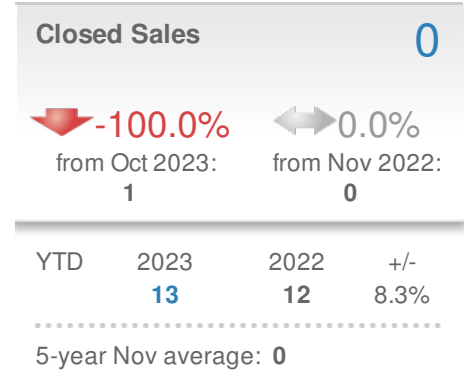 Closed Sales 0
-100.0% 0.0%
from Oct 2023: from Nov 2022:
1 0
YTD 2023 2022 +/-
13 12 8.3%
5-year Nov average: 0